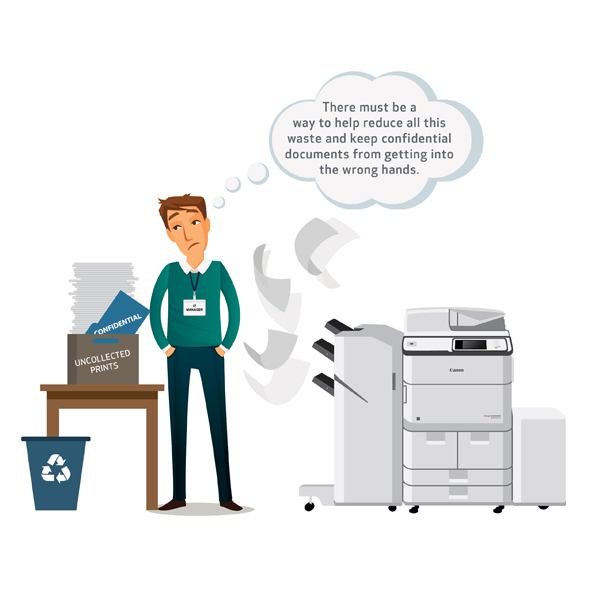 There must be a
way to help reduce all this
waste and keep confidential
documents from getting into
the wrong hands.
IT
MANAGER
CONFIDENTIAL
UNCOLLECTED
PRINTS
Canon